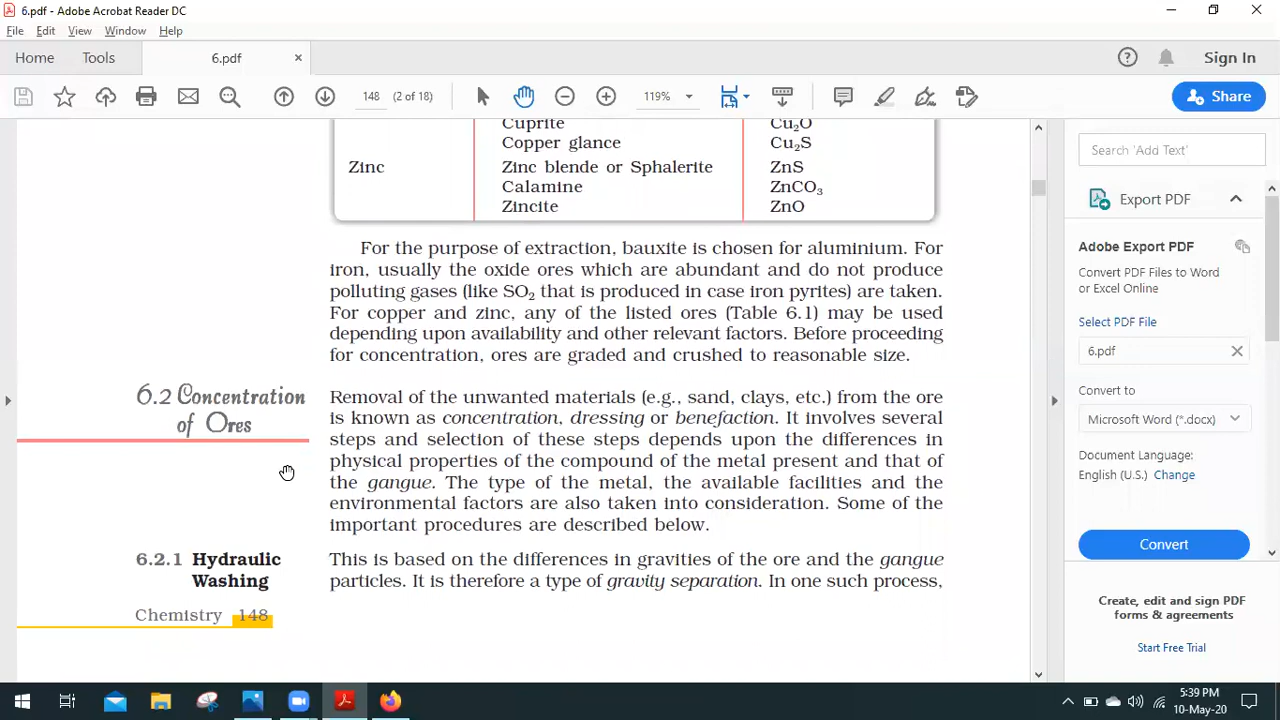 6.pdf - Adobe Acrobat Reader DC
File Edit View Window Help
Home Tools 6.pdf Sign In
148 (2 of 18) 119% Share
Cuprite Cu2O
Copper glance Cu2S
Zinc Zinc blende or Sphalerite ZnS
Calamine ZnCO3
Zincite ZnO
For the purpose of extraction, bauxite is chosen for aluminium. For
iron, usually the oxide ores which are abundant and do not produce
polluting gases (like SO2 that is produced in case iron pyrites) are taken.
For copper and zinc, any of the listed ores (Table 6.1) may be used
depending upon availability and other relevant factors. Before proceeding
for concentration, ores are graded and crushed to reasonable size.
6.2 Concentration
of Ores
Removal of the unwanted materials (e.g., sand, clays, etc.) from the ore
is known as concentration, dressing or benefaction. It involves several
steps and selection of these steps depends upon the differences in
physical properties of the compound of the metal present and that of
the gangue. The type of the metal, the available facilities and the
environmental factors are also taken into consideration. Some of the
important procedures are described below.
6.2.1 Hydraulic
Washing
This is based on the differences in gravities of the ore and the gangue
particles. It is therefore a type of gravity separation. In one such process,
Chemistry 148
Search 'Add Text'
Export PDF
Adobe Export PDF
Convert PDF Files to Word
or Excel Online
Select PDF File
6.pdf
Convert to
Microsoft Word (*.docx)
Document Language:
English (U.S.) Change
Convert
Create, edit and sign PDF
forms & agreements
Start Free Trial
5:39 PM
10-May-20